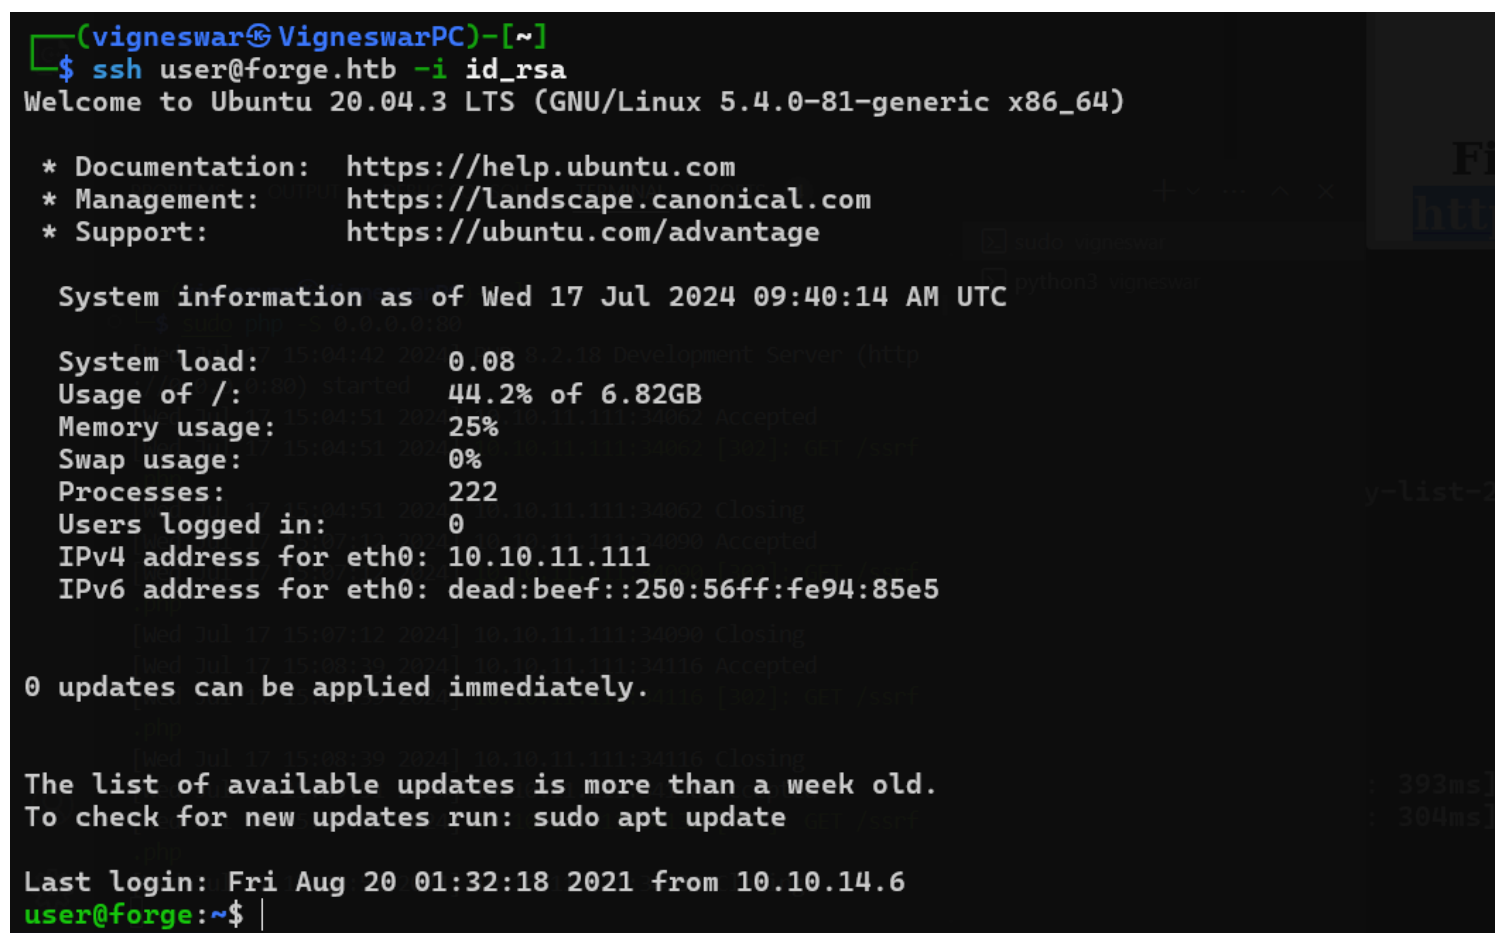 ┌──(vigneswar㉿VigneswarPC)-[~]
└─$ ssh user@forge.htb -i id_rsa
Welcome to Ubuntu 20.04.3 LTS (GNU/Linux 5.4.0-81-generic x86_64)
* Documentation: https://help.ubuntu.com
* Management: https://landscape.canonical.com
* Support: https://ubuntu.com/advantage
System information as of Wed 17 Jul 2024 09:40:14 AM UTC
System load: 0.08
Usage of /: 44.2% of 6.82GB
Memory usage: 25%
Swap usage: 0%
Processes: 222
Users logged in: 0
IPv4 address for eth0: 10.10.11.111
IPv6 address for eth0: dead:beef::250:56ff:fe94:85e5
0 updates can be applied immediately.
The list of available updates is more than a week old.
To check for new updates run: sudo apt update
Last login: Fri Aug 20 01:32:18 2021 from 10.10.14.6
user@forge:~$